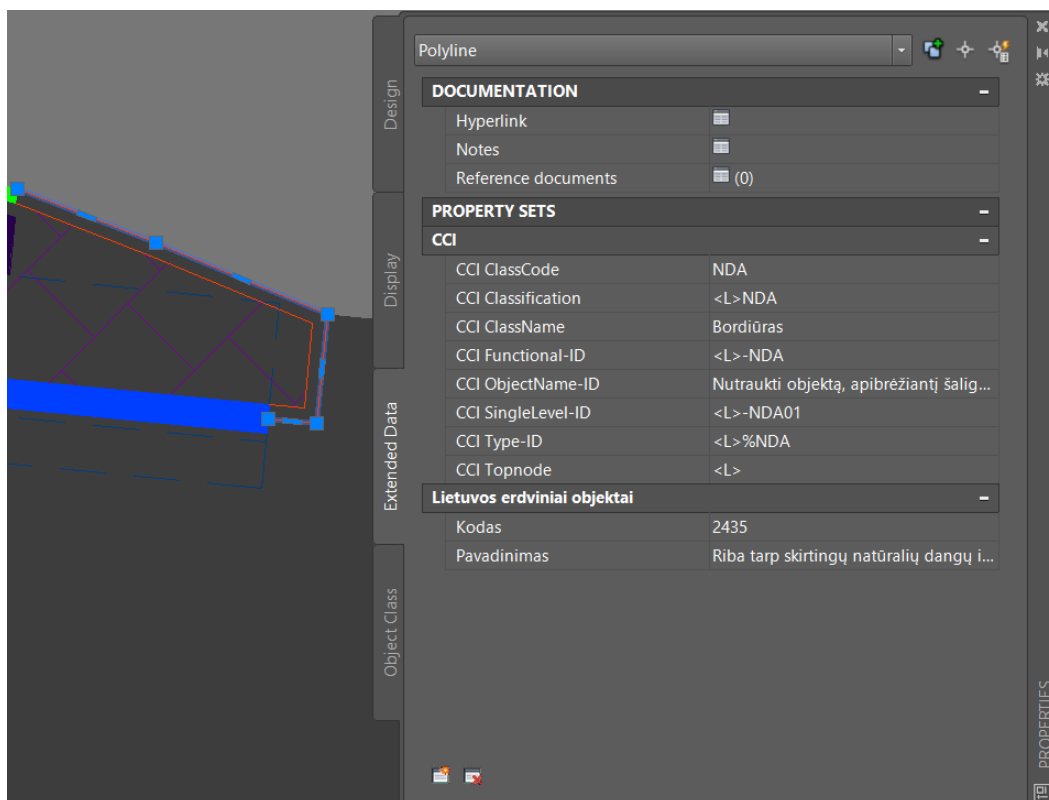 Polyline
Design
Display
Extended Data
Object Class
DOCUMENTATION
Hyperlink
Notes
Reference documents (0)
PROPERTY SETS
CCI
CCI ClassCode NDA
CCI Classification <L>NDA
CCI ClassName Bordiūras
CCI Functional-ID <L>-NDA
CCI ObjectName-ID Nutraukti objektą, apibrėžiantį šalig...
CCI SingleLevel-ID <L>-NDA01
CCI Type-ID <L>%NDA
CCI Topnode <L>
Lietuvos erdviniai objektai
Kodas 2435
Pavadinimas Riba tarp skirtingų natūralių dangų i...
PROPERTIES